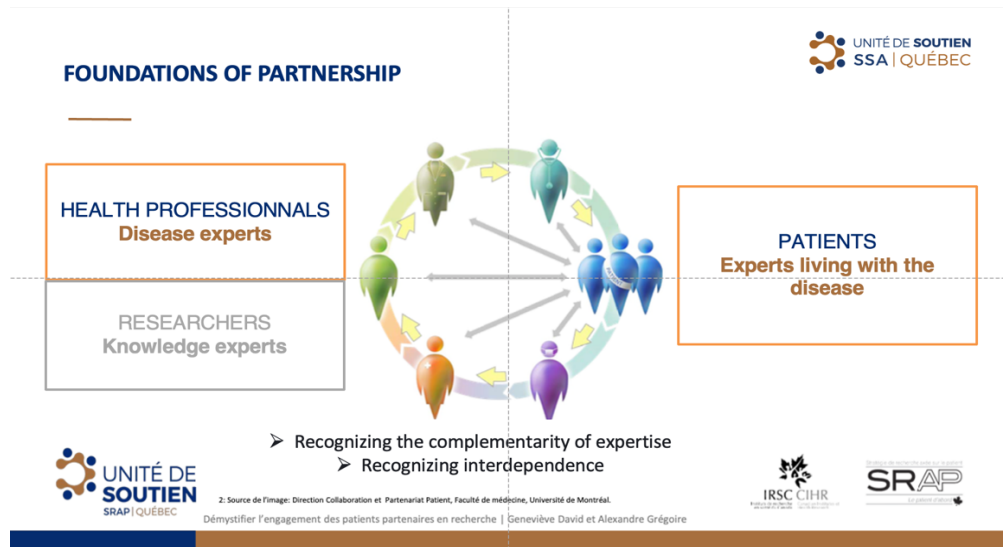 UNITÉ DE SOUTIEN
SSA | QUÉBEC
FOUNDATIONS OF PARTNERSHIP
HEALTH PROFESSIONNALS
Disease experts
RESEARCHERS
Knowledge experts
PATIENTS
Experts living with the
disease
➢ Recognizing the complementarity of expertise
➢ Recognizing interdependence
UNITÉ DE
SOUTIEN
SRAP | QUÉBEC
2: Source de l'image: Direction Collaboration et Partenariat Patient, Faculté de médecine, Université de Montréal.
Démystifier l'engagement des patients partenaires en recherche | Geneviève David et Alexandre Grégoire
IRSC CIHR
SRAP